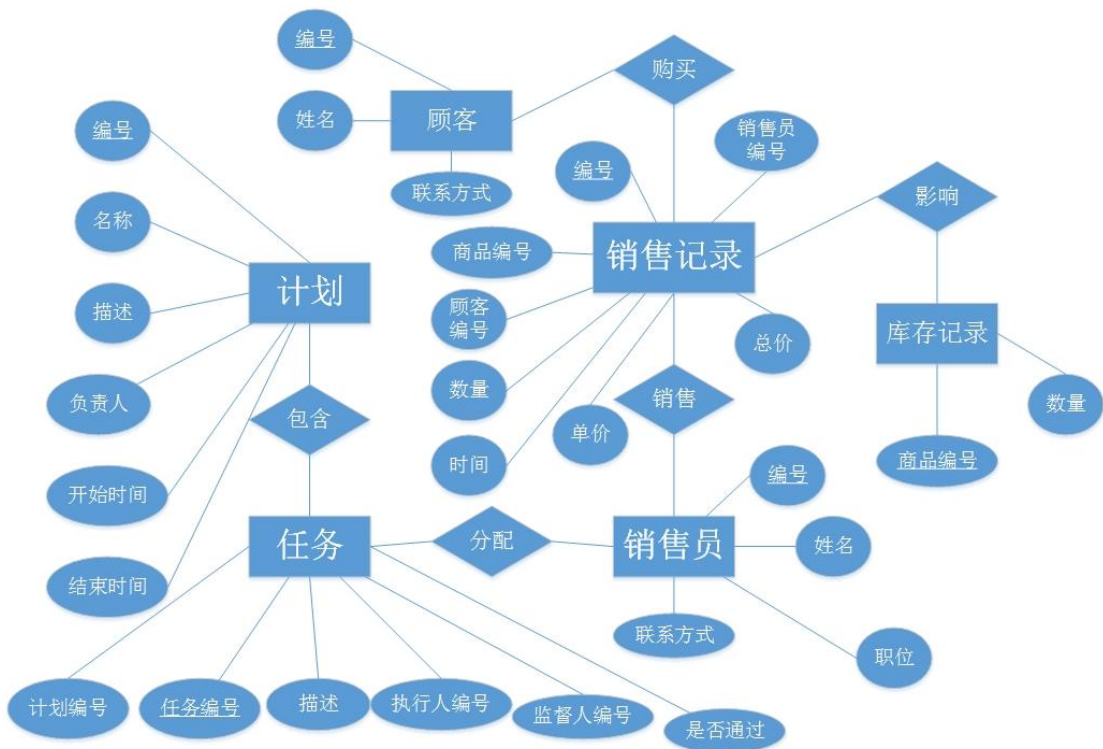 编号
购买
姓名
顾客
销售员
编号
编号
编号
联系方式
影响
名称
商品编号
销售记录
计划
描述
顾客
编号
总价
库存记录
负责人
数量
销售
数量
包含
单价
时间
商品编号
编号
开始时间
任务
分配
销售员
姓名
结束时间
联系方式
职位
计划编号
任务编号
描述
执行人编号
监督人编号
是否通过